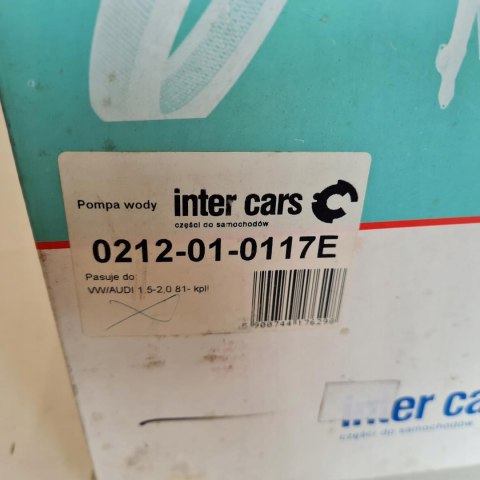 Pompa wody
inter cars
części do samochodów
0212-01-0117E
Pasuje do:
VW/AUDI 1.5-2,0 81- kpl!
5900744176290
inter ca
części do samochodów